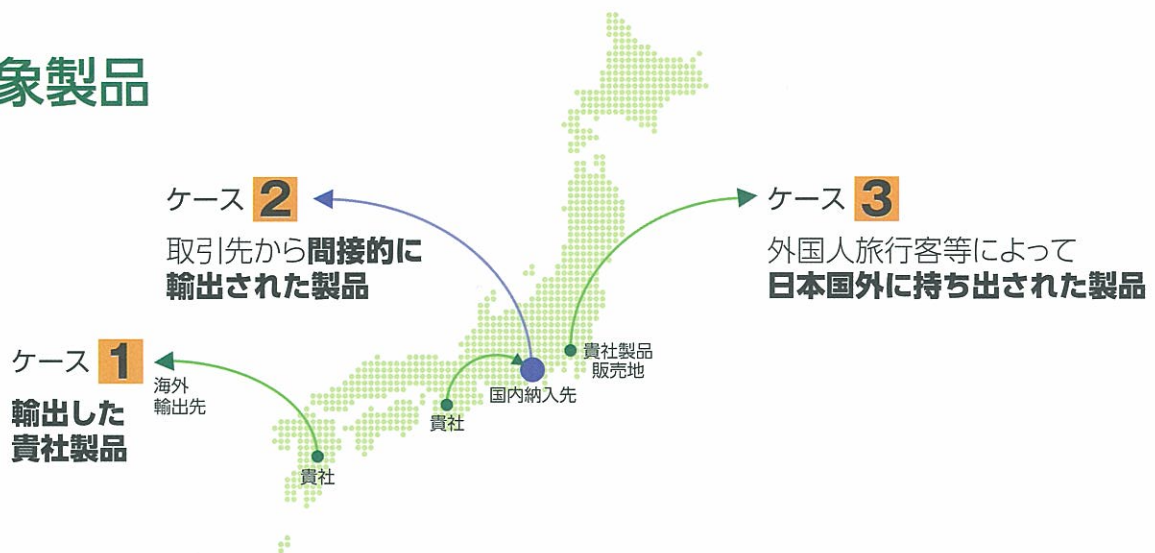 象製品
ケース 2
取引先から間接的に
輸出された製品
ケース 3
外国人旅行客等によって
日本国外に持ち出された製品
ケース 1
輸出した
貴社製品
海外
輸出先
貴社
貴社
国内納入先
貴社製品
販売地